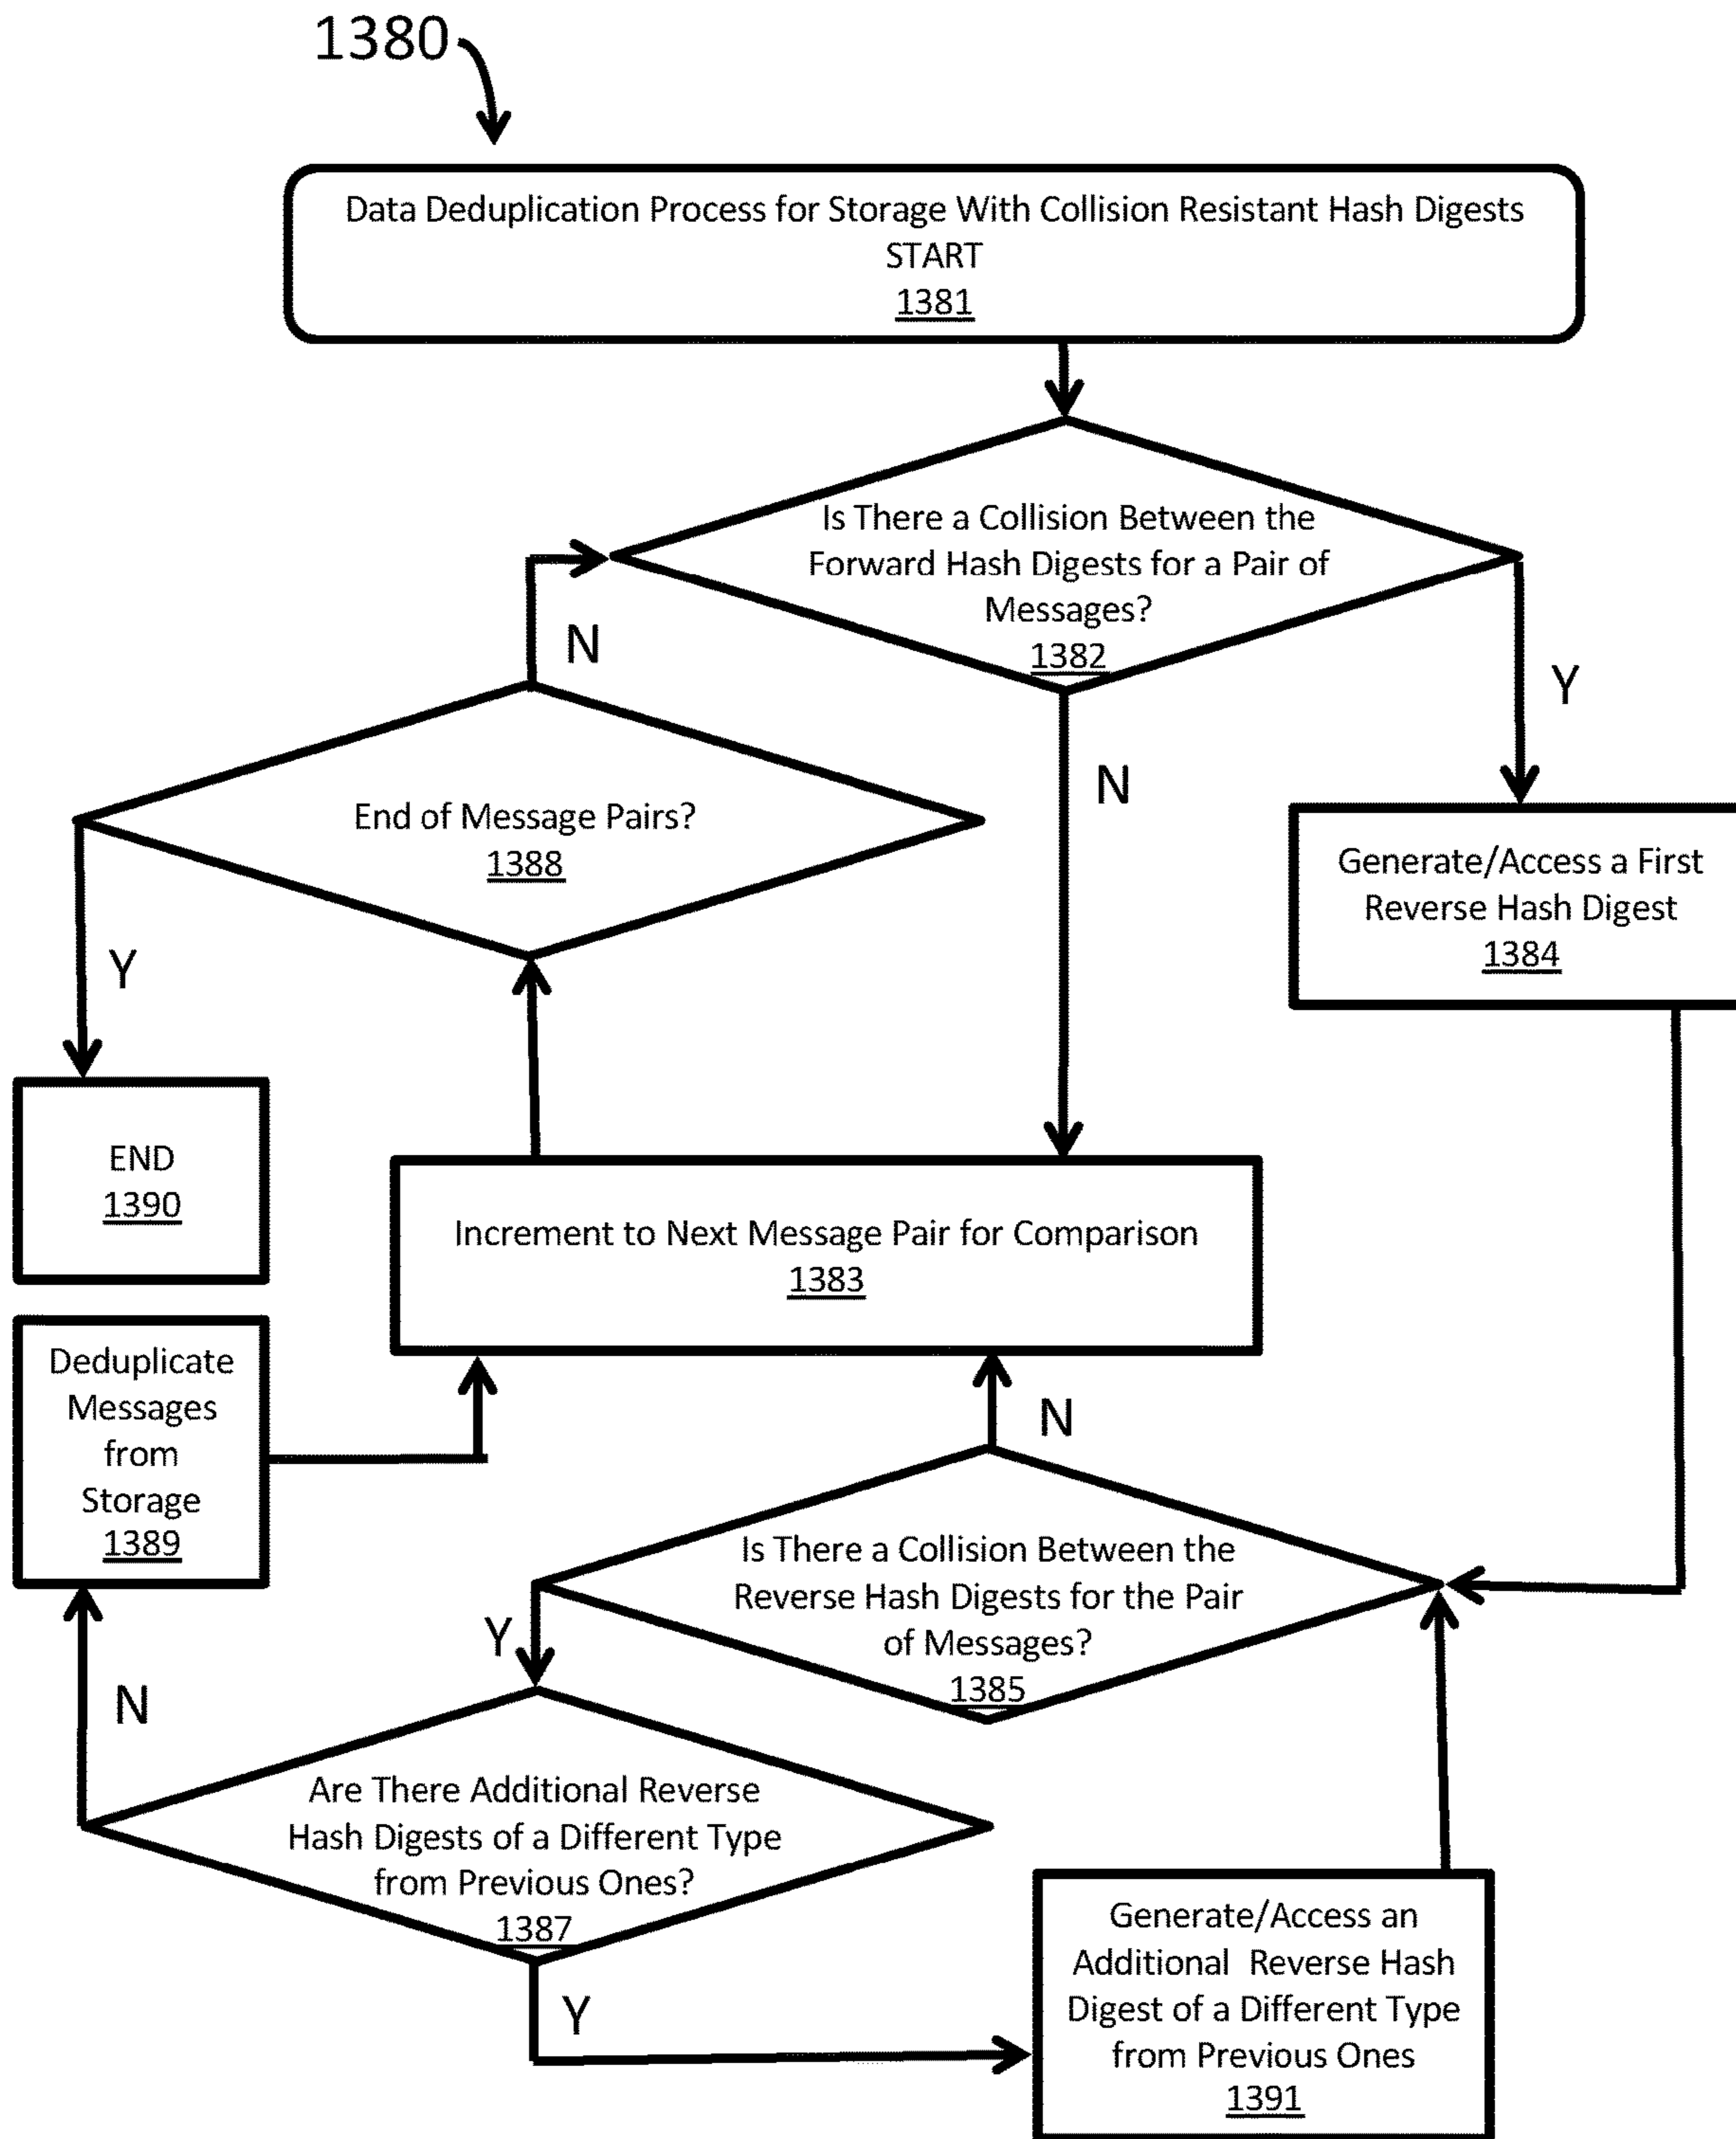 1380
Data Deduplication Process for Storage With Collision Resistant Hash Digests
START
1381
Is There a Collision Between the
Forward Hash Digests for a Pair of
Messages?
1382
N
Y
End of Message Pairs?
1388
N
Generate/Access a First
Reverse Hash Digest
1384
Y
END
1390
Increment to Next Message Pair for Comparison
1383
Deduplicate
Messages
from
Storage
1389
N
Is There a Collision Between the
Reverse Hash Digests for the Pair
of Messages?
1385
Y
N
Are There Additional Reverse
Hash Digests of a Different Type
from Previous Ones?
1387
Y
Generate/Access an
Additional Reverse Hash
Digest of a Different Type
from Previous Ones
1391